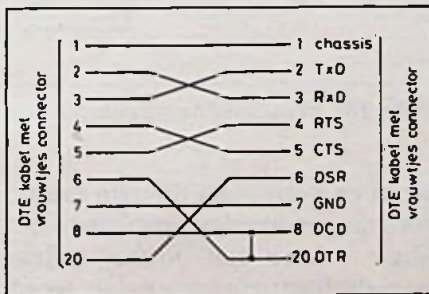 DTE kabel met
vrouwtjes connector
1
2
3
4
5
6
7
8
20
1 chassis
2 TxD
3 RxD
4 RTS
5 CTS
6 DSR
7 GND
8 DCD
20 DTR
DTE kabel met
vrouwtjes connector